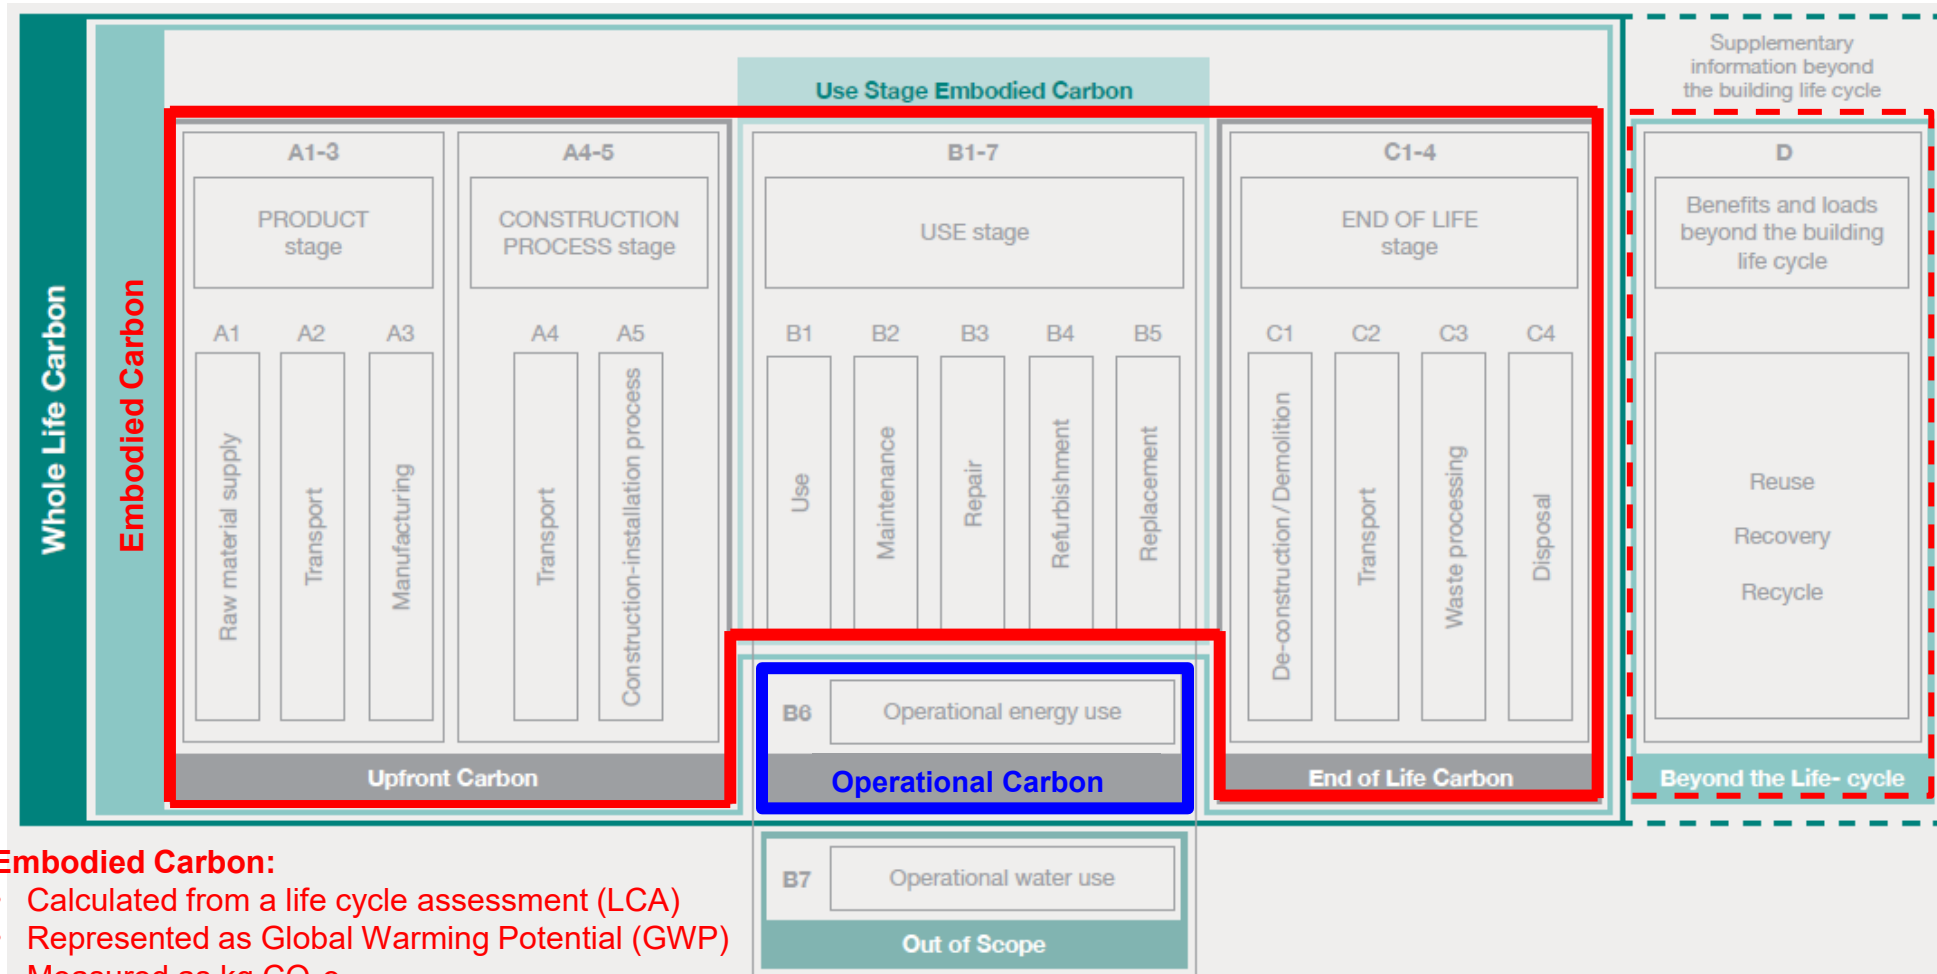 Whole Life Carbon
Embodied Carbon
Supplementary
information beyond
the building life cycle
Use Stage Embodied Carbon
A1-3
PRODUCT
stage
A1
A2
A3
Raw material supply
Transport
Manufacturing
A4-5
CONSTRUCTION
PROCESS stage
A4
A5
Transport
Construction-installation process
Upfront Carbon
B1-7
USE stage
B1
B2
B3
B4
B5
Use
Maintenance
Repair
Refurbishment
Replacement
B6
Operational energy use
Operational Carbon
B7
Operational water use
Out of Scope
C1-4
END OF LIFE
stage
C1
C2
C3
C4
De-construction/Demolition
Transport
Waste processing
Disposal
End of Life Carbon
D
Benefits and loads
beyond the building
life cycle
Reuse
Recovery
Recycle
Beyond the Life- cycle
Embodied Carbon:
Calculated from a life cycle assessment (LCA)
Represented as Global Warming Potential (GWP)
Measured as kg CO₂e